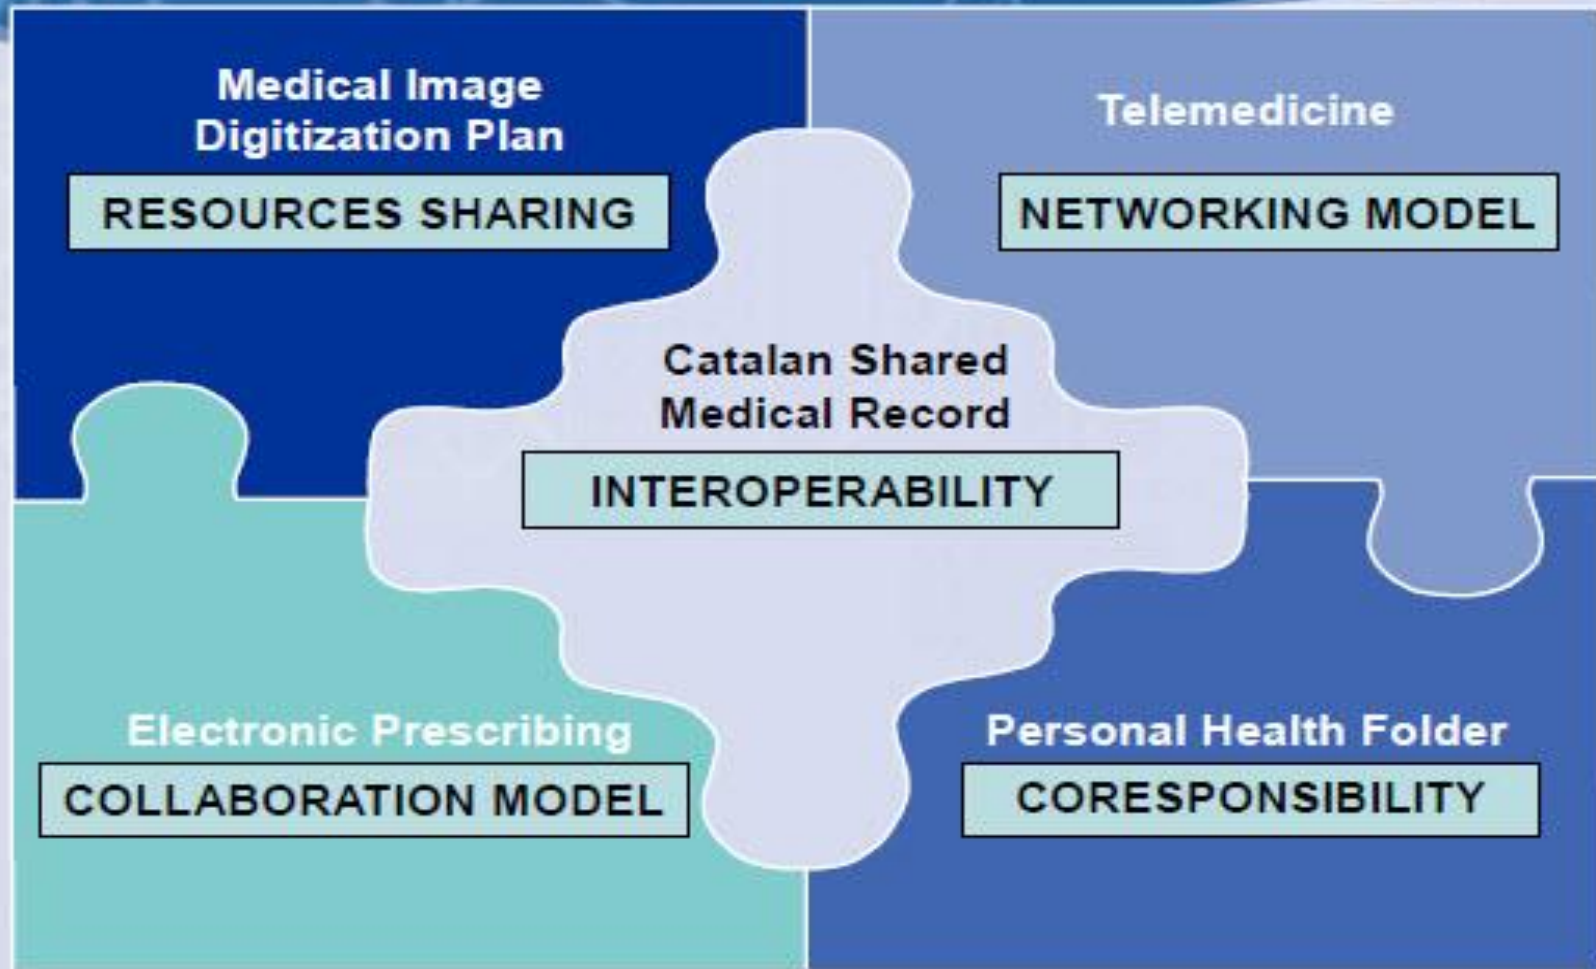 Medical Image
Digitization Plan
RESOURCES SHARING
Telemedicine
NETWORKING MODEL
Catalan Shared
Medical Record
INTEROPERABILITY
Electronic Prescribing
COLLABORATION MODEL
Personal Health Folder
CORESPONSIBILITY